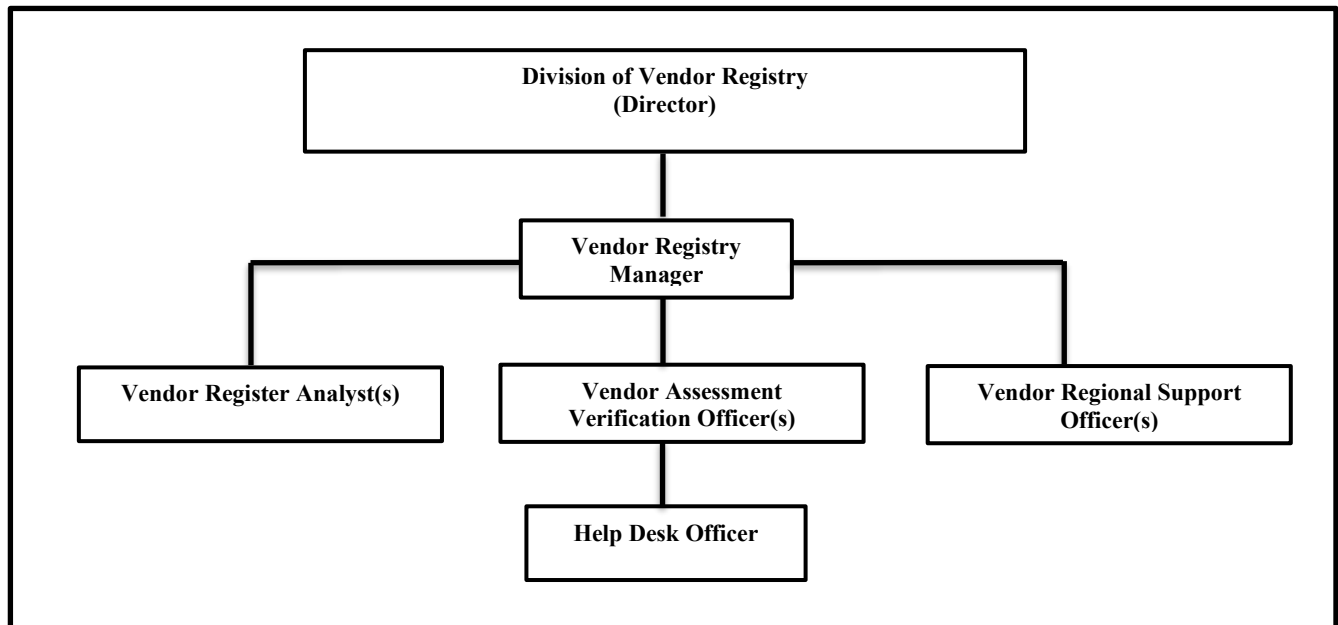 Division of Vendor Registry
(Director)
Vendor Registry
Manager
Vendor Register Analyst(s)
Vendor Assessment
Verification Officer(s)
Vendor Regional Support
Officer(s)
Help Desk Officer